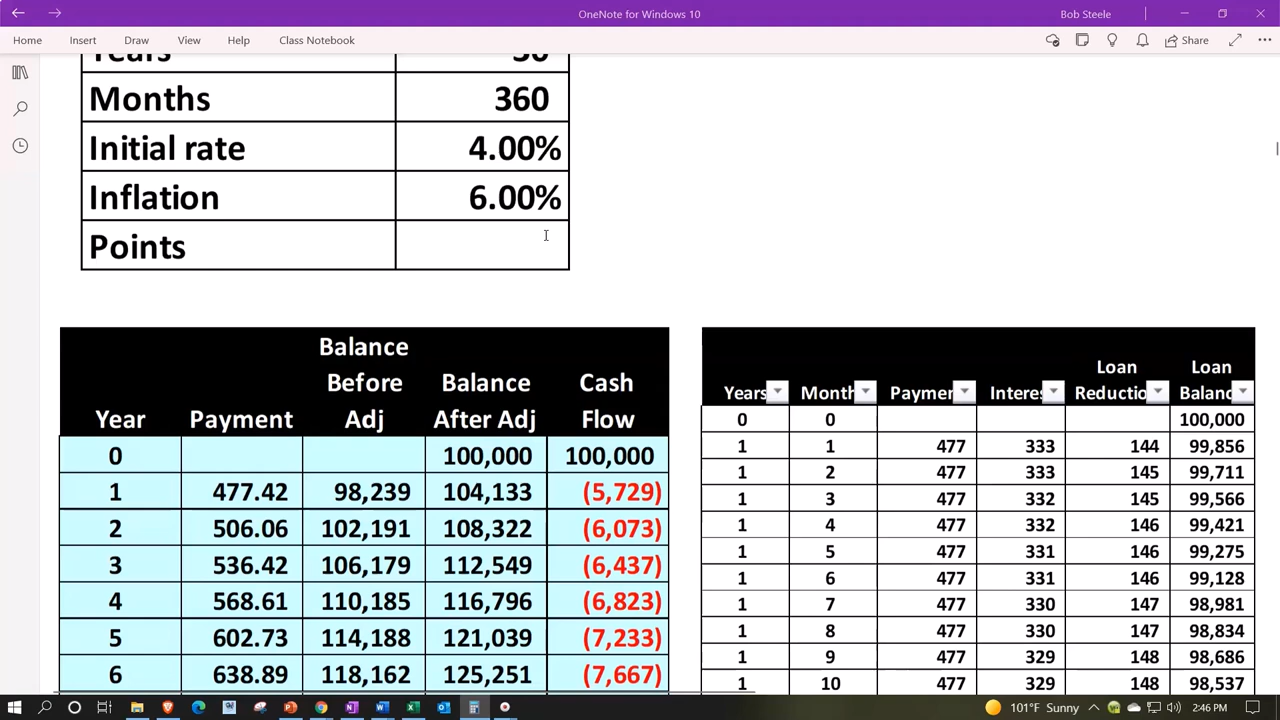 OneNote for Windows 10
Bob Steele
Home Insert Draw View Help Class Notebook Share
Years 30
Months 360
Initial rate 4.00%
Inflation 6.00%
Points
Year Payment Balance Before Adj Balance After Adj Cash Flow
0 100,000 100,000
1 477.42 98,239 104,133 (5,729)
2 506.06 102,191 108,322 (6,073)
3 536.42 106,179 112,549 (6,437)
4 568.61 110,185 116,796 (6,823)
5 602.73 114,188 121,039 (7,233)
6 638.89 118,162 125,251 (7,667)
Years Month Paymen Interes Loan Reductio Loan Balanc
0 0 100,000
1 1 477 333 144 99,856
1 2 477 333 145 99,711
1 3 477 332 145 99,566
1 4 477 332 146 99,421
1 5 477 331 146 99,275
1 6 477 331 146 99,128
1 7 477 330 147 98,981
1 8 477 330 147 98,834
1 9 477 329 148 98,686
1 10 477 329 148 98,537
101°F Sunny 2:46 PM